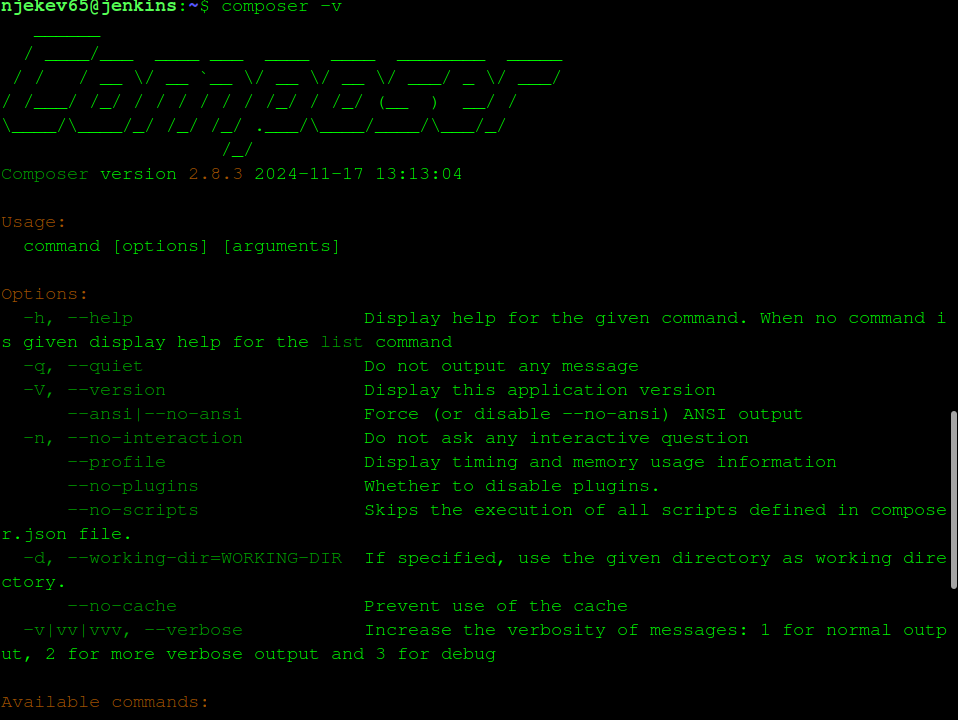 njekev65@jenkins:~$ composer -v
   ______
  / ____/___  ____ ___  ____  ____  ________  _____
 / /   / __ \/ __ `__ \/ __ \/ __ \/ ___/ _ \/ ___/
/ /___/ /_/ / / / / / / /_/ / /_/ (__  )  __/ /
\____/\____/_/ /_/ /_/ .___/\____/____/\___/_/
                    /_/
Composer version 2.8.3 2024-11-17 13:13:04

Usage:
  command [options] [arguments]

Options:
  -h, --help                     Display help for the given command. When no command i
s given display help for the list command
  -q, --quiet                    Do not output any message
  -V, --version                  Display this application version
      --ansi|--no-ansi           Force (or disable --no-ansi) ANSI output
  -n, --no-interaction           Do not ask any interactive question
      --profile                  Display timing and memory usage information
      --no-plugins               Whether to disable plugins.
      --no-scripts               Skips the execution of all scripts defined in compose
r.json file.
  -d, --working-dir=WORKING-DIR  If specified, use the given directory as working dire
ctory.
      --no-cache                 Prevent use of the cache
  -v|vv|vvv, --verbose           Increase the verbosity of messages: 1 for normal outp
ut, 2 for more verbose output and 3 for debug

Available commands: